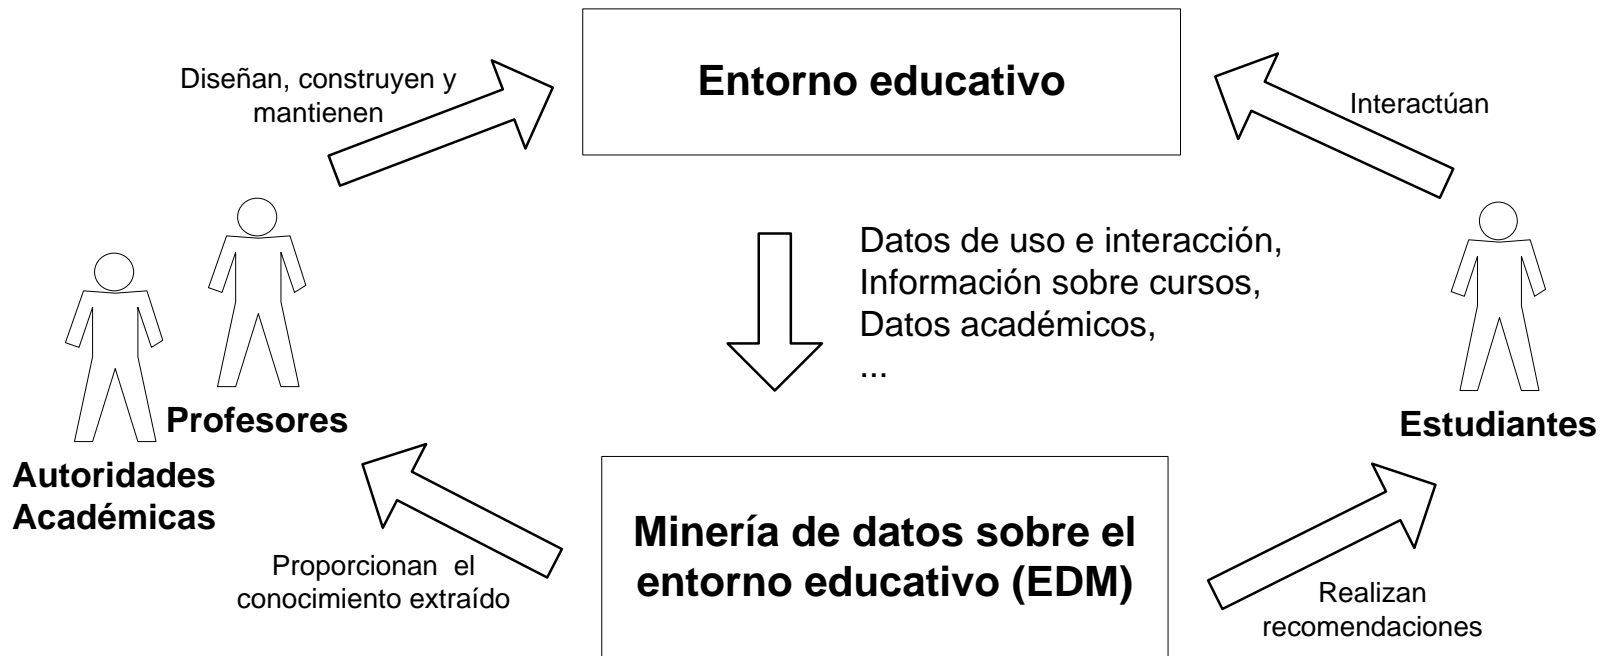 Entorno educativo
Diseñan, construyen y
mantienen
Interactúan
Datos de uso e interacción,
Información sobre cursos,
Datos académicos,
...
Profesores
Autoridades
Académicas
Estudiantes
Minería de datos sobre el
entorno educativo (EDM)
Proporcionan el
conocimiento extraído
Realizan
recomendaciones